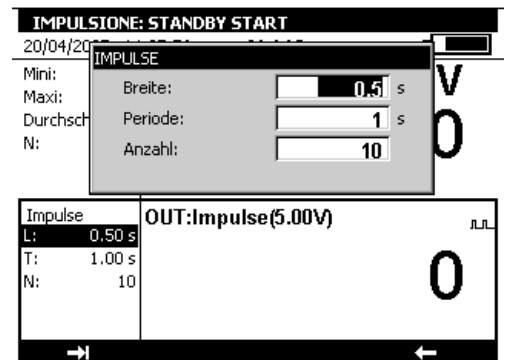 IMPULSIONE: STANDBY START
20/04/20
IMPULSE
Mini:
Maxi:
Durchsch
N:
Breite: 0.5 s
Periode: 1 s
Anzahl: 10
V
0
Impulse
L: 0.50 s
T: 1.00 s
N: 10
OUT:Impulse(5.00V)
0